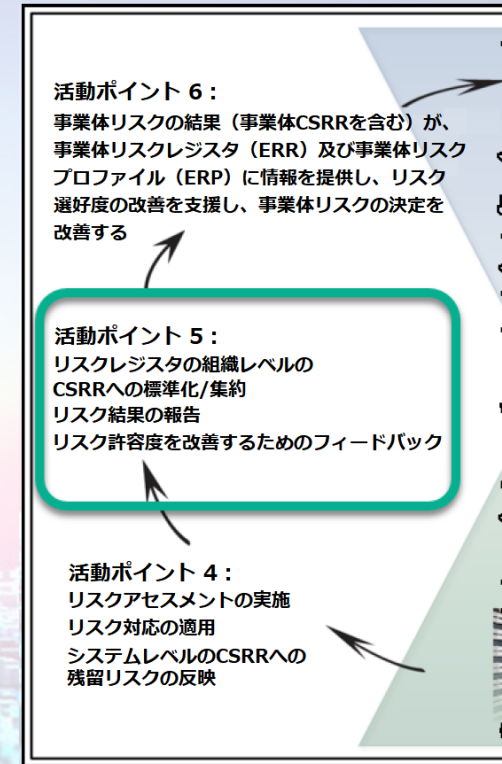 活動ポイント 6：
事業体リスクの結果（事業体CSRRを含む）が、
事業体リスクレジスタ（ERR）及び事業体リスク
プロファイル（ERP）に情報を提供し、リスク
選好度の改善を支援し、事業体リスクの決定を
改善する
活動ポイント 5：
リスクレジスタの組織レベルの
CSRRへの標準化/集約
リスク結果の報告
リスク許容度を改善するためのフィードバック
活動ポイント 4：
リスクアセスメントの実施
リスク対応の適用
システムレベルのCSRRへの
残留リスクの反映